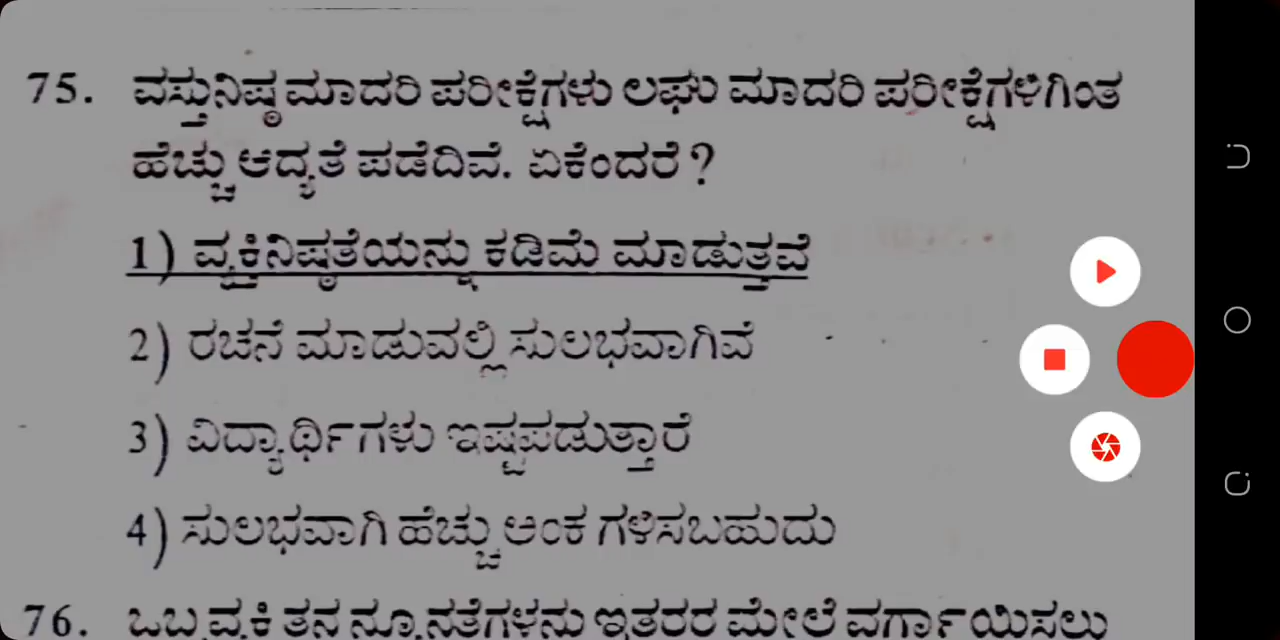 75. ವಸ್ತುನಿಷ್ಠ ಮಾದರಿ ಪರೀಕ್ಷೆಗಳು ಲಘು ಮಾದರಿ ಪರೀಕ್ಷೆಗಳಿಗಿಂತ
ಹೆಚ್ಚು ಆದ್ಯತೆ ಪಡೆದಿವೆ. ಏಕೆಂದರೆ ?
1) ವ್ಯಕ್ತಿನಿಷ್ಠತೆಯನ್ನು ಕಡಿಮೆ ಮಾಡುತ್ತವೆ
2) ರಚನೆ ಮಾಡುವಲ್ಲಿ ಸುಲಭವಾಗಿವೆ
3) ವಿದ್ಯಾರ್ಥಿಗಳು ಇಷ್ಟಪಡುತ್ತಾರೆ
4) ಸುಲಭವಾಗಿ ಹೆಚ್ಚು ಅಂಕ ಗಳಿಸಬಹುದು
76. ಒಬ್ಬ ವ್ಯಕ್ತಿ ತನ್ನ ನ್ಯೂನತೆಗಳನ್ನು ಇತರರ ಮೇಲೆ ವರ್ಗಾಯಿಸಲು